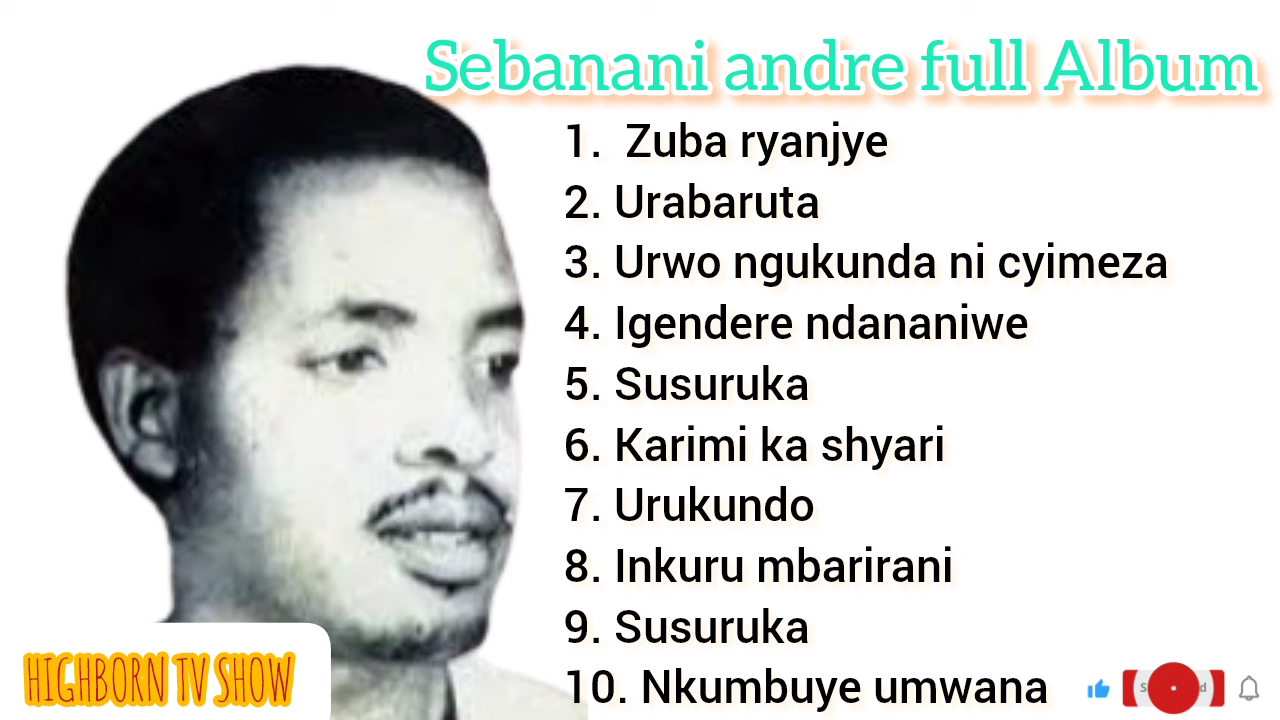 Sebanani andre full Album
1. Zuba ryanjye
2. Urabaruta
3. Urwo ngukunda ni cyimeza
4. Igendere ndananiwe
5. Susuruka
6. Karimi ka shyari
7. Urukundo
8. Inkuru mbarirani
9. Susuruka
10. Nkumbuye umwana
HIGHBORN TV SHOW